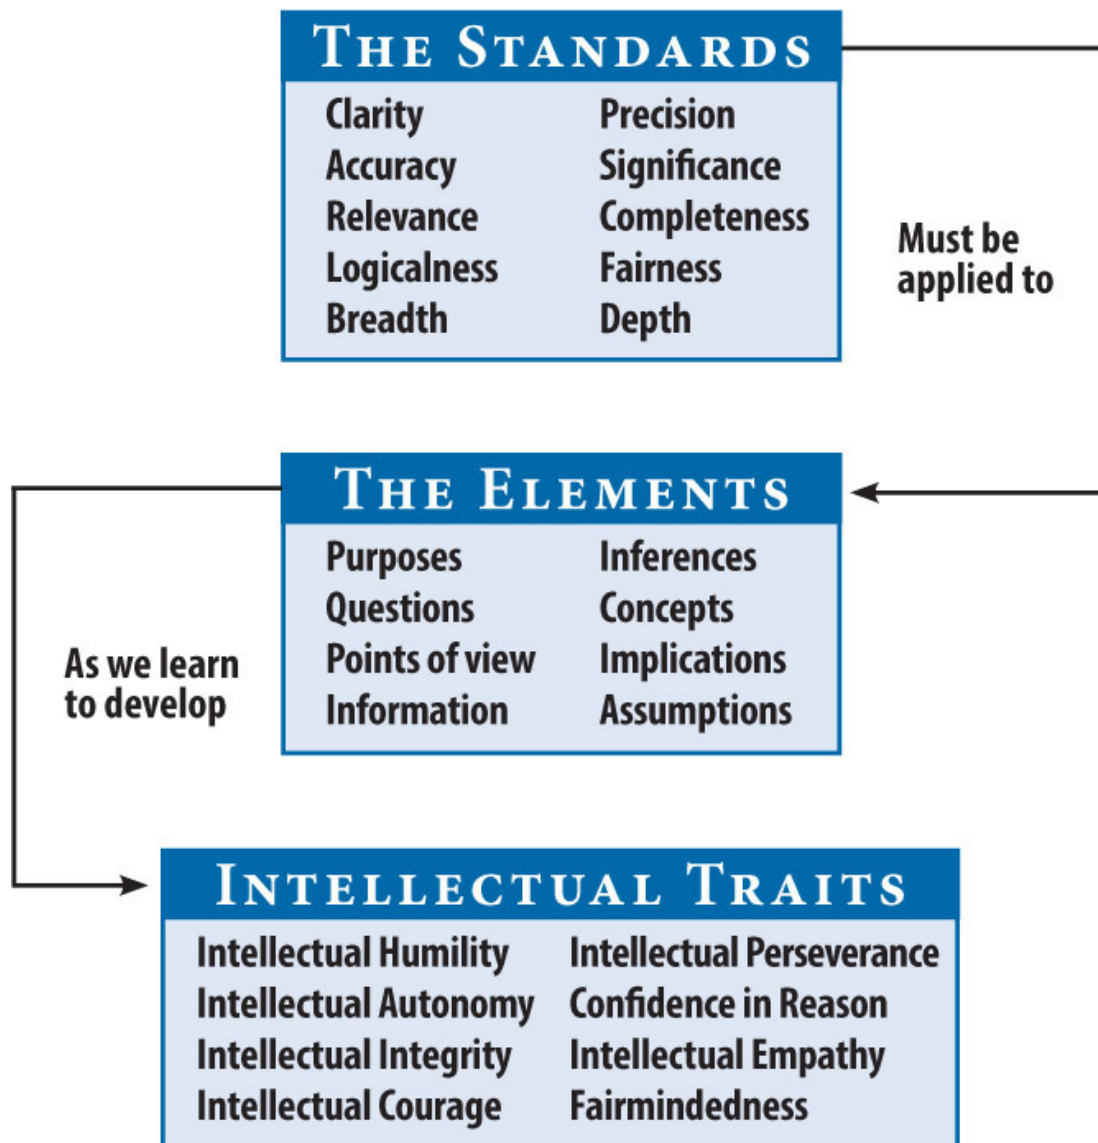 THE STANDARDS
Clarity Precision
Accuracy Significance
Relevance Completeness
Logicalness Fairness
Breadth Depth
Must be
applied to
THE ELEMENTS
Purposes Inferences
Questions Concepts
Points of view Implications
Information Assumptions
As we learn
to develop
INTELLECTUAL TRAITS
Intellectual Humility Intellectual Perseverance
Intellectual Autonomy Confidence in Reason
Intellectual Integrity Intellectual Empathy
Intellectual Courage Fairmindedness